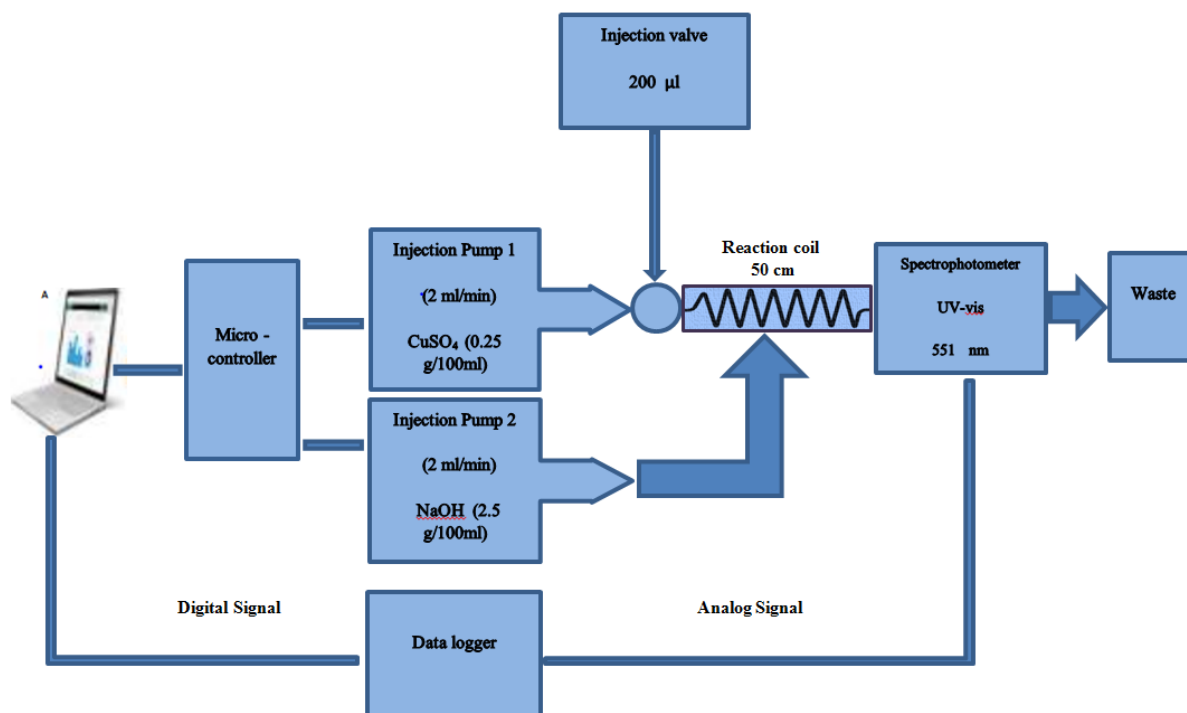 Injection valve
200 µl
A
Micro -
controller
Injection Pump 1
(2 ml/min)
CuSO₄ (0.25
g/100ml)
Injection Pump 2
(2 ml/min)
NaOH (2.5
g/100ml)
Reaction coil
50 cm
Spectrophotometer
UV-vis
551 nm
Waste
Digital Signal
Data logger
Analog Signal